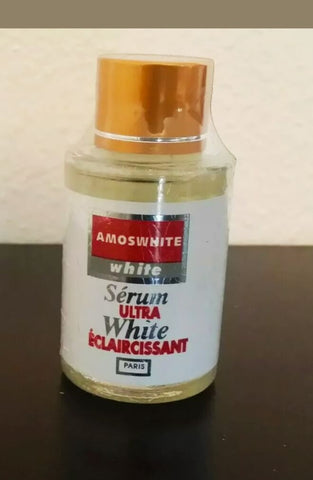 AMOSWHITE
white
Sérum
ULTRA
White
ÉCLAIRCISSANT
PARIS